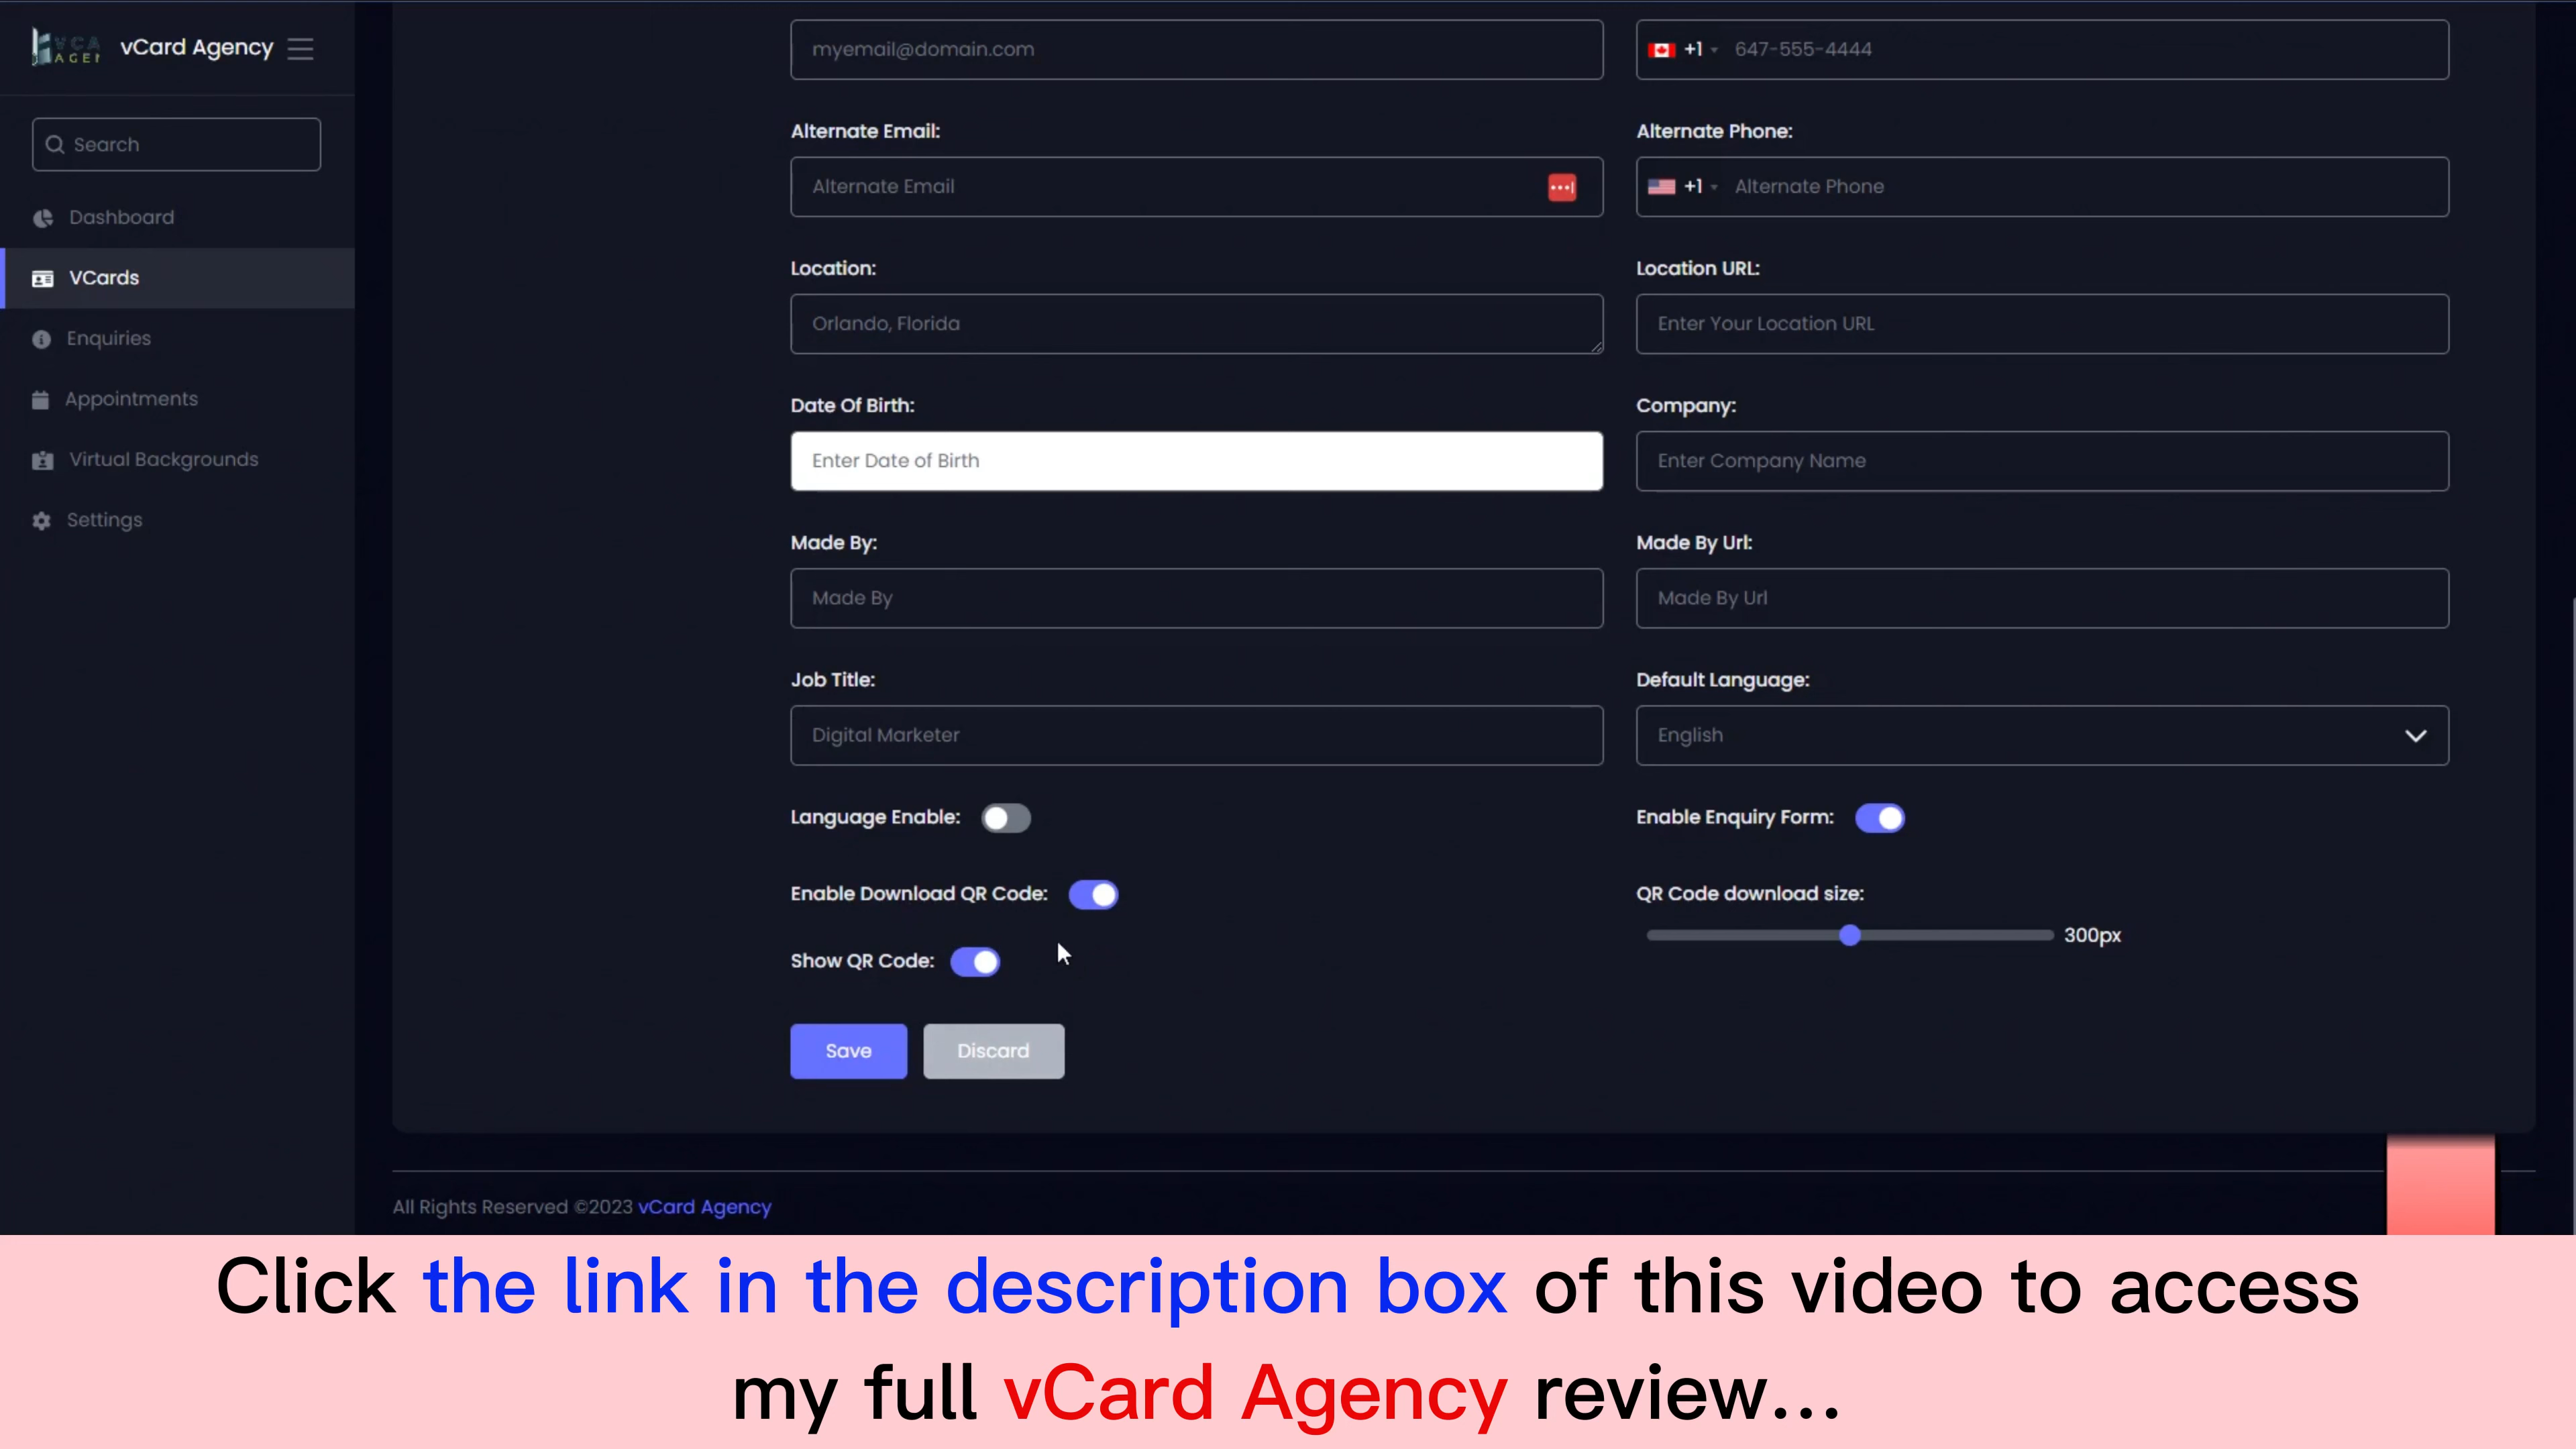 VCA
AGEN
vCard Agency
Search
Dashboard
VCards
Enquiries
Appointments
Virtual Backgrounds
Settings
myemail@domain.com
+1 647-555-4444
Alternate Email:
Alternate Phone:
Alternate Email
+1 Alternate Phone
Location:
Location URL:
Orlando, Florida
Enter Your Location URL
Date Of Birth:
Company:
Enter Date of Birth
Enter Company Name
Made By:
Made By Url:
Made By
Made By Url
Job Title:
Default Language:
Digital Marketer
English
Language Enable:
Enable Enquiry Form:
Enable Download QR Code:
QR Code download size:
300px
Show QR Code:
Save
Discard
All Rights Reserved ©2023 vCard Agency
Click the link in the description box of this video to access
my full vCard Agency review...